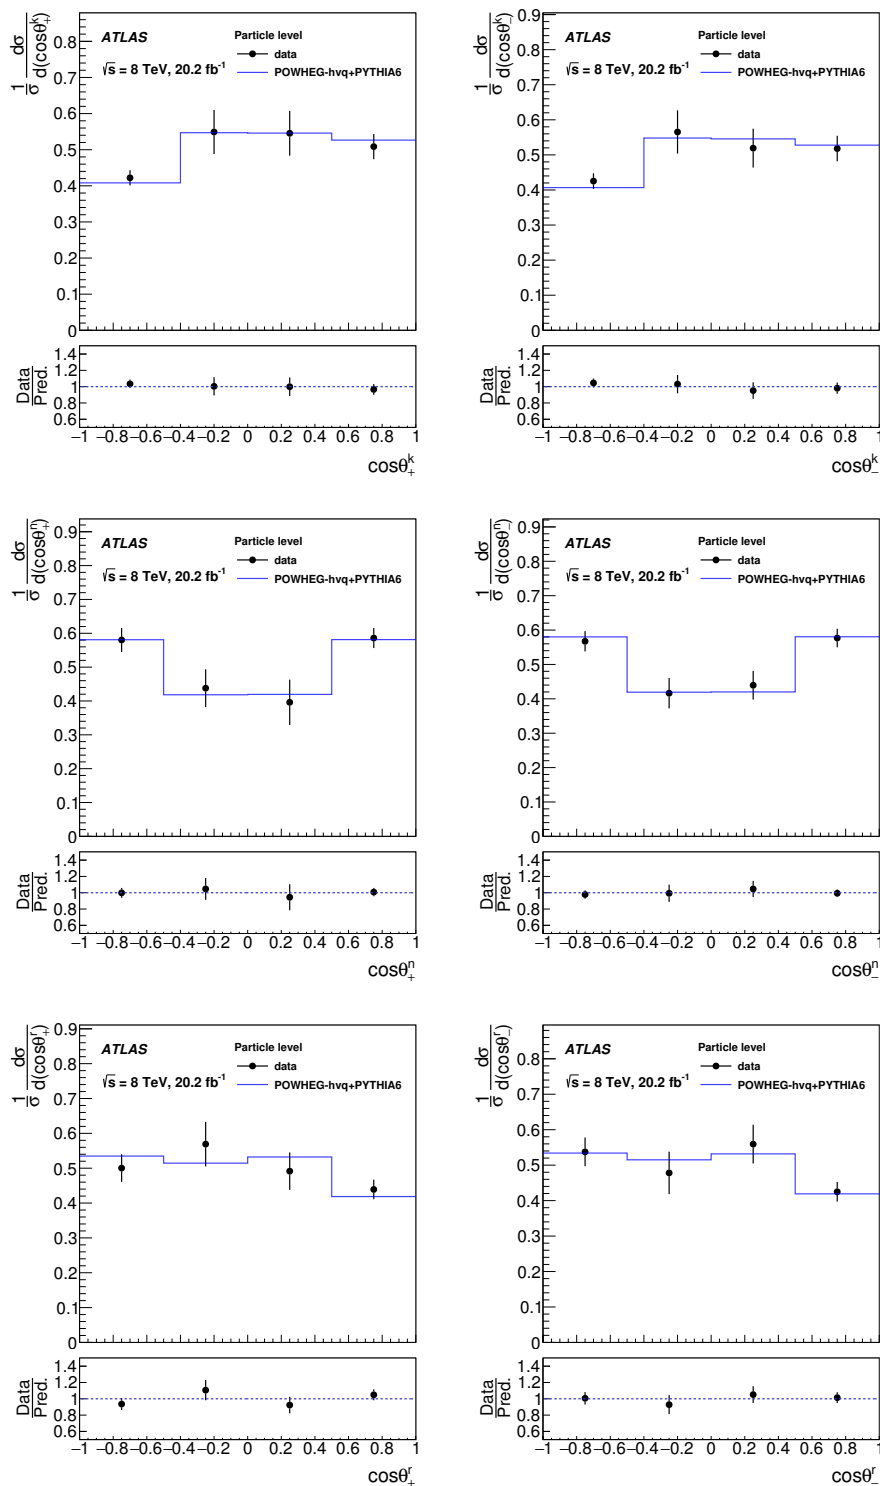 1/σ dσ/d(cosθ₊ᵏ)
ATLAS
Particle level
data
√s = 8 TeV, 20.2 fb⁻¹
POWHEG-hvq+PYTHIA6
0.8
0.7
0.6
0.5
0.4
0.3
0.2
0.1
0
Data/Pred.
1.4
1.2
1
0.8
0.6
−1 −0.8 −0.6 −0.4 −0.2 0 0.2 0.4 0.6 0.8 1
cosθ₊ᵏ
1/σ dσ/d(cosθ₋ᵏ)
ATLAS
Particle level
data
√s = 8 TeV, 20.2 fb⁻¹
POWHEG-hvq+PYTHIA6
0.9
0.8
0.7
0.6
0.5
0.4
0.3
0.2
0.1
0
Data/Pred.
1.4
1.2
1
0.8
0.6
−1 −0.8 −0.6 −0.4 −0.2 0 0.2 0.4 0.6 0.8 1
cosθ₋ᵏ
1/σ dσ/d(cosθ₊ⁿ)
ATLAS
Particle level
data
√s = 8 TeV, 20.2 fb⁻¹
POWHEG-hvq+PYTHIA6
0.9
0.8
0.7
0.6
0.5
0.4
0.3
0.2
0.1
0
Data/Pred.
1.4
1.2
1
0.8
0.6
−1 −0.8 −0.6 −0.4 −0.2 0 0.2 0.4 0.6 0.8 1
cosθ₊ⁿ
1/σ dσ/d(cosθ₋ⁿ)
ATLAS
Particle level
data
√s = 8 TeV, 20.2 fb⁻¹
POWHEG-hvq+PYTHIA6
0.9
0.8
0.7
0.6
0.5
0.4
0.3
0.2
0.1
0
Data/Pred.
1.4
1.2
1
0.8
0.6
−1 −0.8 −0.6 −0.4 −0.2 0 0.2 0.4 0.6 0.8 1
cosθ₋ⁿ
1/σ dσ/d(cosθ₊ʳ)
ATLAS
Particle level
data
√s = 8 TeV, 20.2 fb⁻¹
POWHEG-hvq+PYTHIA6
0.9
0.8
0.7
0.6
0.5
0.4
0.3
0.2
0.1
0
Data/Pred.
1.4
1.2
1
0.8
0.6
−1 −0.8 −0.6 −0.4 −0.2 0 0.2 0.4 0.6 0.8 1
cosθ₊ʳ
1/σ dσ/d(cosθ₋ʳ)
ATLAS
Particle level
data
√s = 8 TeV, 20.2 fb⁻¹
POWHEG-hvq+PYTHIA6
0.8
0.7
0.6
0.5
0.4
0.3
0.2
0.1
0
Data/Pred.
1.4
1.2
1
0.8
0.6
−1 −0.8 −0.6 −0.4 −0.2 0 0.2 0.4 0.6 0.8 1
cosθ₋ʳ